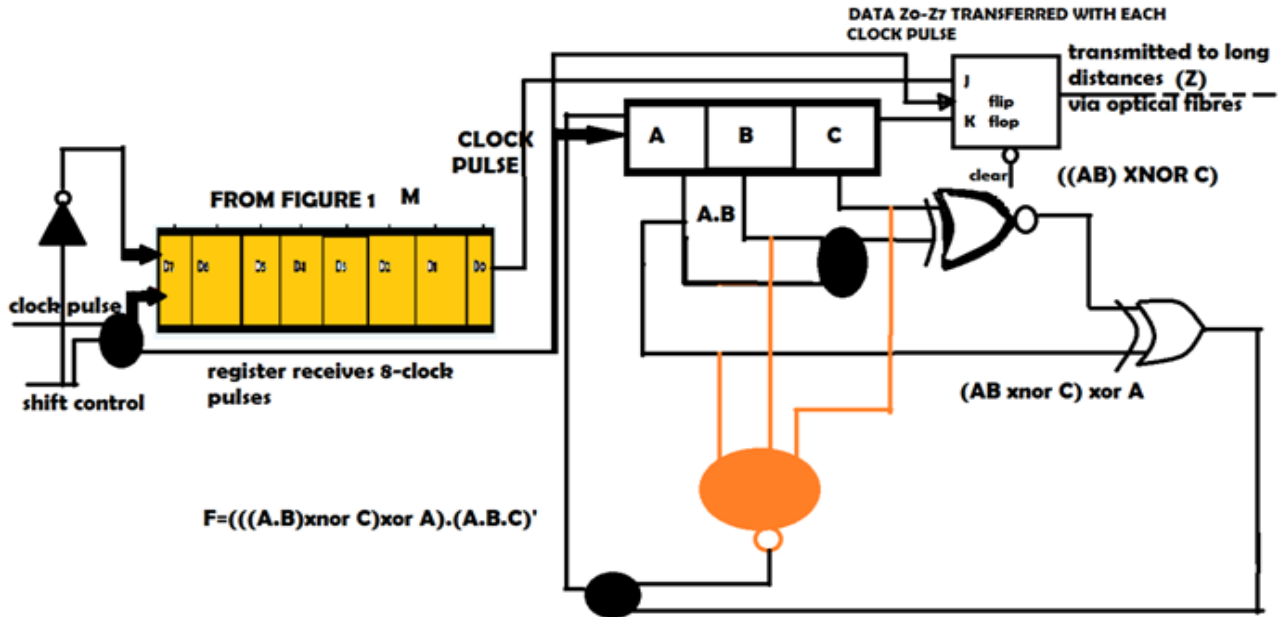 DATA Z0-Z7 TRANSFERRED WITH EACH
CLOCK PULSE
transmitted to long
distances (Z)
via optical fibres
J
flip
K flop
clear
CLOCK
PULSE
A B C
((AB) XNOR C)
FROM FIGURE 1 M
A.B
D7 D6 D5 D4 D3 D2 D0
clock pulse
register receives 8-clock
pulses
shift control
(AB xnor C) xor A
F=(((A.B)xnor C)xor A).(A.B.C)'